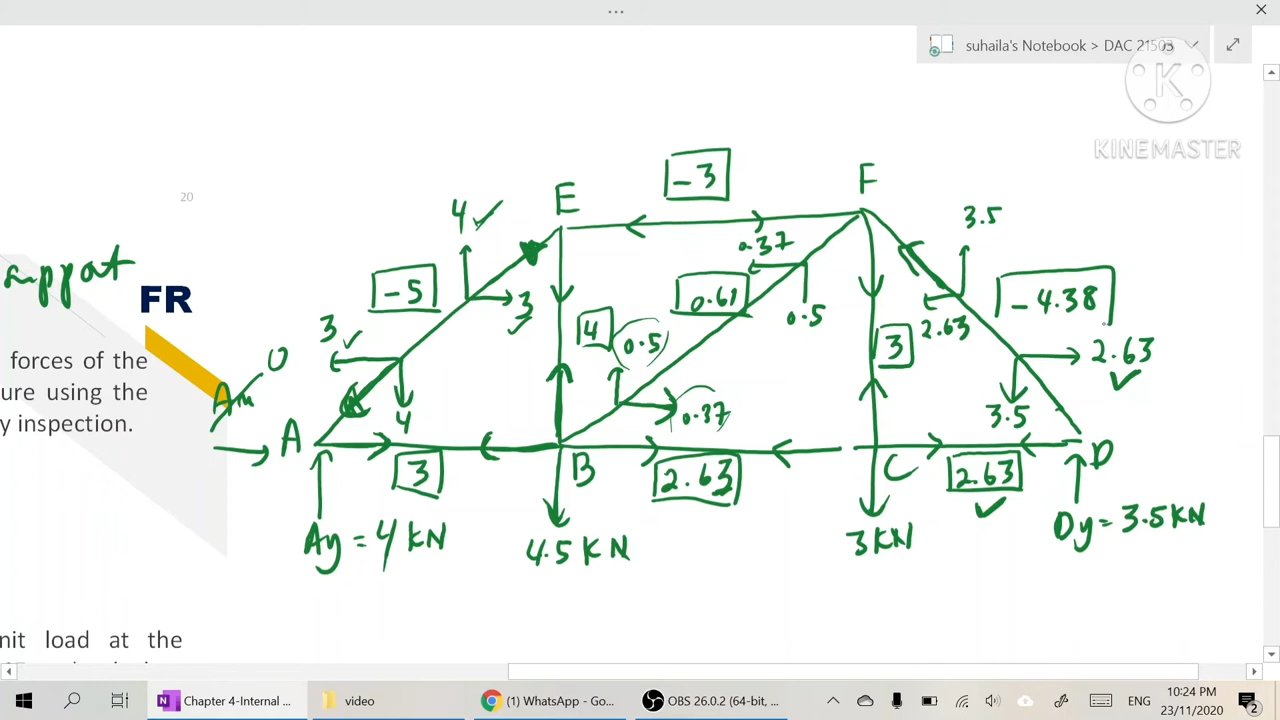 suhaila's Notebook > DAC 21503
K
KINEMASTER
20
support
FR
forces of the
ure using the
y inspection.
nit load at the
0
A
E
F
-3
4
3.5
-5
3
0.37
0.61
0.5
-4.38
3
4
0.5
3
2.63
2.63
4
0.37
3.5
A
B
C
D
3
2.63
2.63
Ay = 4 KN
4.5 KN
3 KN
Dy = 3.5 KN
Chapter 4-Internal ...
video
(1) WhatsApp - Go...
OBS 26.0.2 (64-bit, ...
ENG
10:24 PM
23/11/2020
2